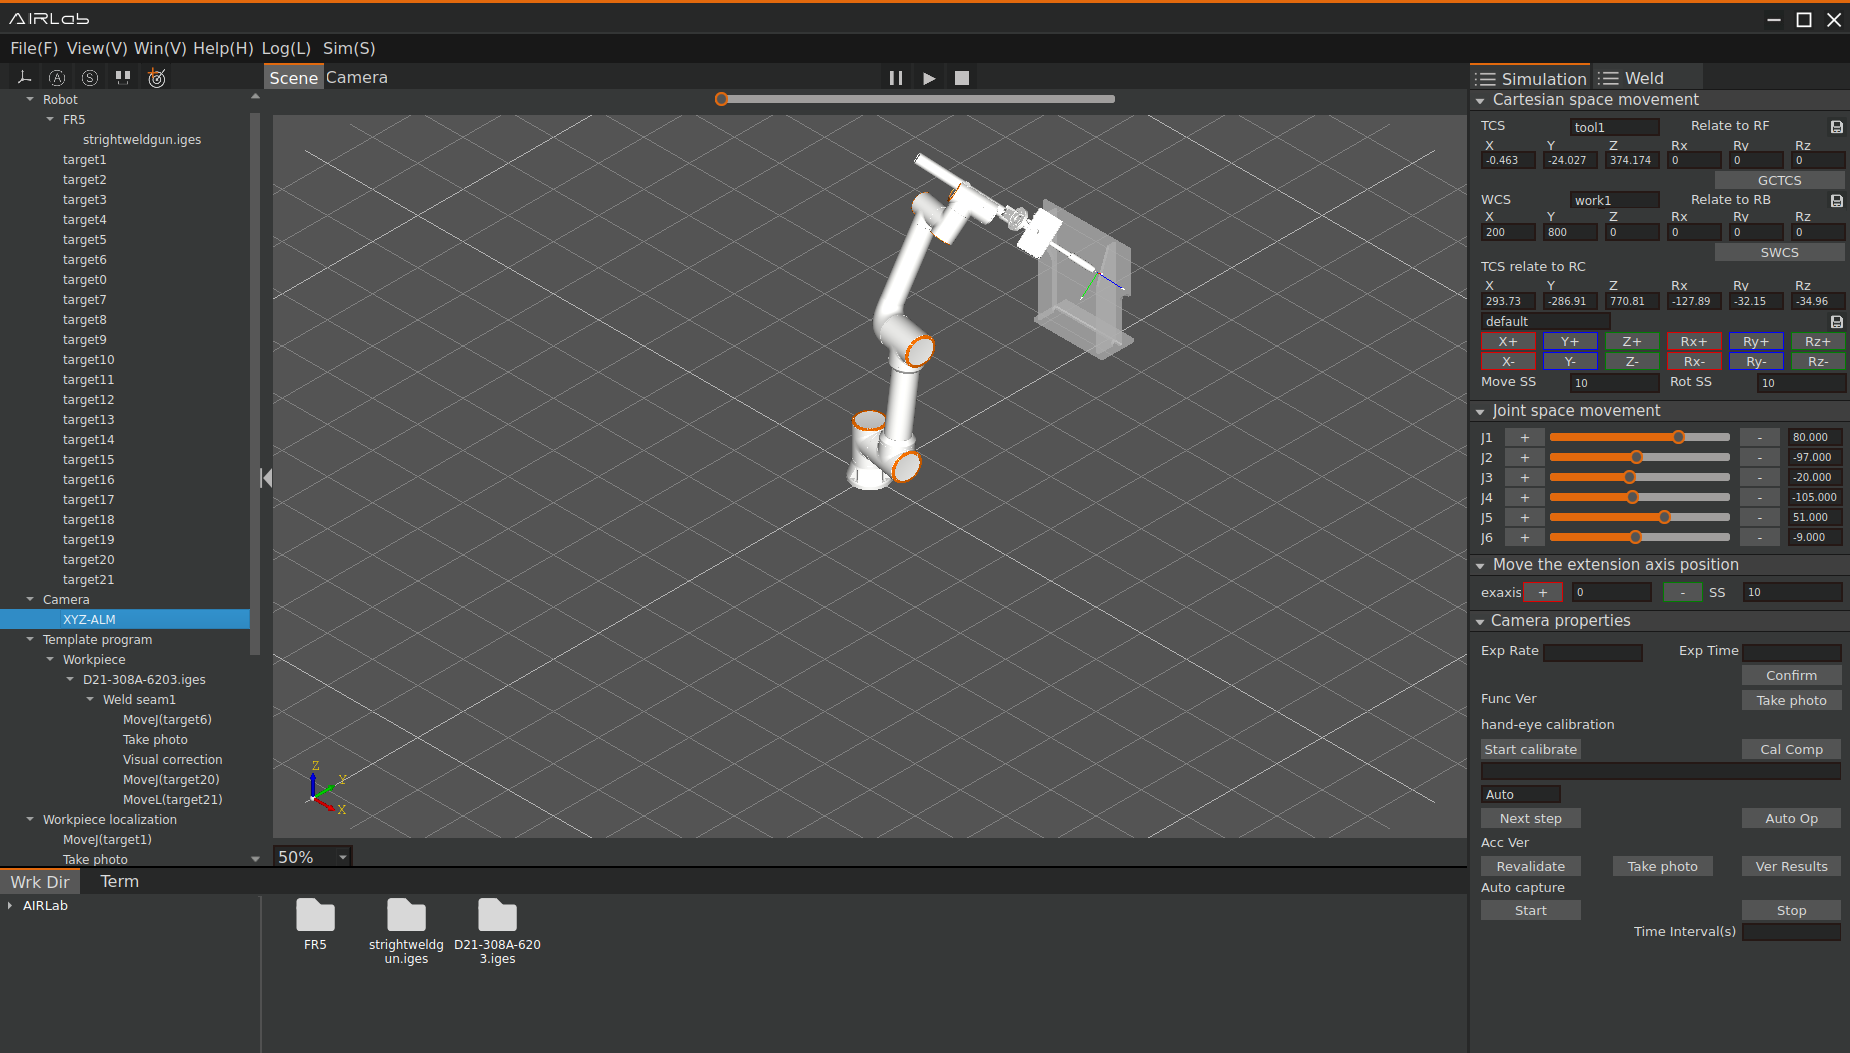 AIRLab
File(F) View(V) Win(V) Help(H) Log(L) Sim(S)
Scene Camera
Robot
FR5
strightweldgun.iges
target1
target2
target3
target4
target5
target6
target0
target7
target8
target9
target10
target11
target12
target13
target14
target15
target16
target17
target18
target19
target20
target21
Camera
XYZ-ALM
Template program
Workpiece
D21-308A-6203.iges
Weld seam1
MoveJ(target6)
Take photo
Visual correction
MoveJ(target20)
MoveL(target21)
Workpiece localization
MoveJ(target1)
Take photo
Z
Y
X
50%
Simulation Weld
Cartesian space movement
TCS tool1 Relate to RF
X Y Z Rx Ry Rz
-0.463 -24.027 374.174 0 0 0
GCTCS
WCS work1 Relate to RB
X Y Z Rx Ry Rz
200 800 0 0 0 0
SWCS
TCS relate to RC
X Y Z Rx Ry Rz
293.73 -286.91 770.81 -127.89 -32.15 -34.96
default
X+ Y+ Z+ Rx+ Ry+ Rz+
X- Y- Z- Rx- Ry- Rz-
Move SS 10 Rot SS 10
Joint space movement
J1 + - 80.000
J2 + - -97.000
J3 + - -20.000
J4 + - -105.000
J5 + - 51.000
J6 + - -9.000
Move the extension axis position
exaxis + 0 - SS 10
Camera properties
Exp Rate Exp Time
Confirm
Func Ver Take photo
hand-eye calibration
Start calibrate Cal Comp
Auto
Next step Auto Op
Acc Ver
Revalidate Take photo Ver Results
Auto capture
Start Stop
Time Interval(s)
Wrk Dir Term
AIRLab
FR5
strightweldg
un.iges
D21-308A-620
3.iges